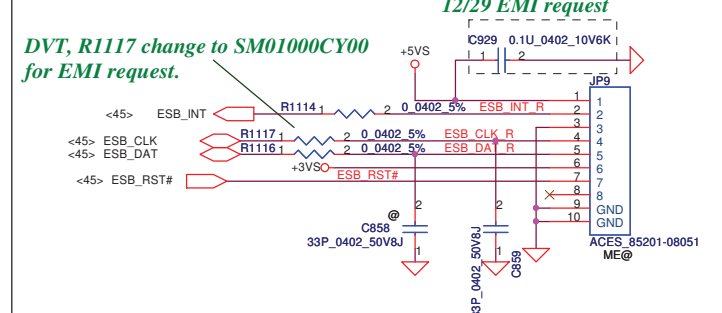 12/29 EMI request
DVT, R1117 change to SM01000CY00
for EMI request.
C929 0.1U_0402_10V6K
1 2
+5VS
JP9
<45> ESB_INT R1114 1 2 0_0402_5% ESB_INT_R
<45> ESB_CLK R1117 1 2 0_0402_5% ESB_CLK_R
<45> ESB_DAT R1116 1 2 0_0402_5% ESB_DAT_R
+3VS
<45> ESB_RST# ESB_RST#
1 1
2 2
3 3
4 4
5 5
6 6
7 7
8 8
9 GND
10 GND
ACES_85201-08051
ME@
@
2
C858
33P_0402_50V8J
1
2
C859
33P_0402_50V8J
1